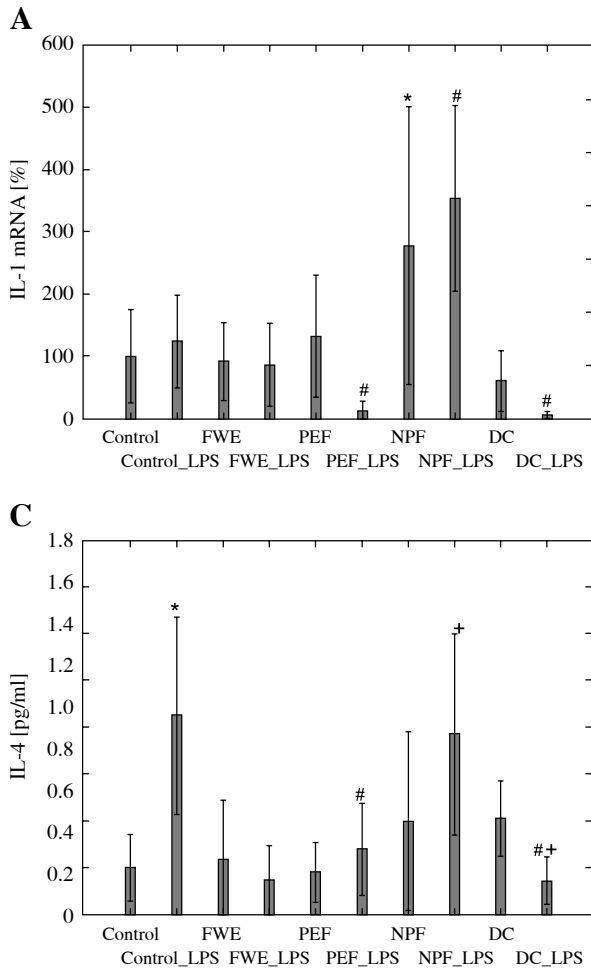 A
IL-1 mRNA [%]
600
500
400
300
200
100
0
* #
# #
Control FWE PEF NPF DC
Control_LPS FWE_LPS PEF_LPS NPF_LPS DC_LPS
C
IL-4 [pg/ml]
1.8
1.6
1.4
1.2
1.0
0.8
0.6
0.4
0.2
0
* +
# #+
Control FWE PEF NPF DC
Control_LPS FWE_LPS PEF_LPS NPF_LPS DC_LPS